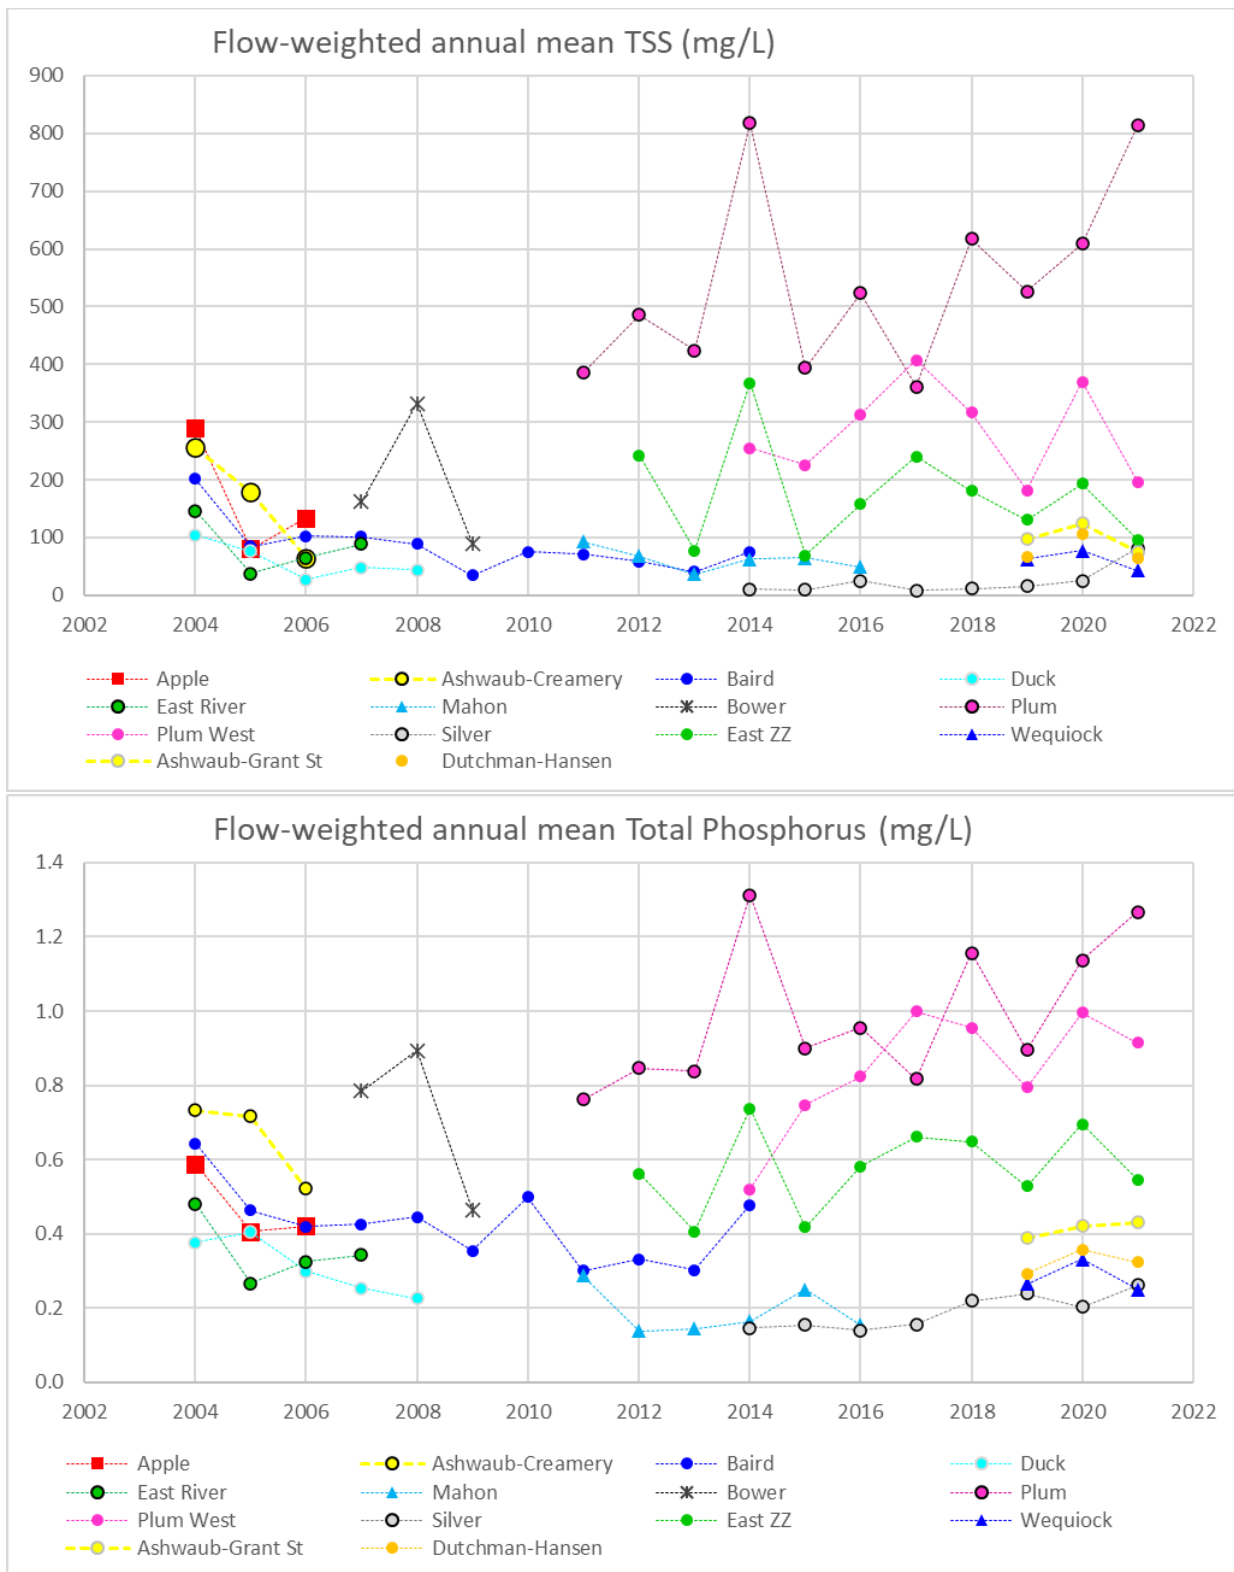 Flow-weighted annual mean TSS (mg/L)
900
800
700
600
500
400
300
200
100
0
2002 2004 2006 2008 2010 2012 2014 2016 2018 2020 2022
Apple Ashwaub-Creamery Baird Duck
East River Mahon Bower Plum
Plum West Silver East ZZ Wequiock
Ashwaub-Grant St Dutchman-Hansen
Flow-weighted annual mean Total Phosphorus (mg/L)
1.4
1.2
1.0
0.8
0.6
0.4
0.2
0.0
2002 2004 2006 2008 2010 2012 2014 2016 2018 2020 2022
Apple Ashwaub-Creamery Baird Duck
East River Mahon Bower Plum
Plum West Silver East ZZ Wequiock
Ashwaub-Grant St Dutchman-Hansen